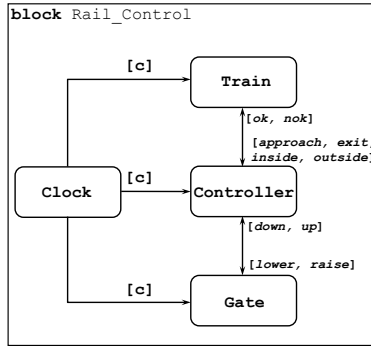 block Rail_Control
[c]
Train
[ok, nok]
[approach, exit,
inside, outside]
Clock
[c]
Controller
[down, up]
[lower, raise]
[c]
Gate